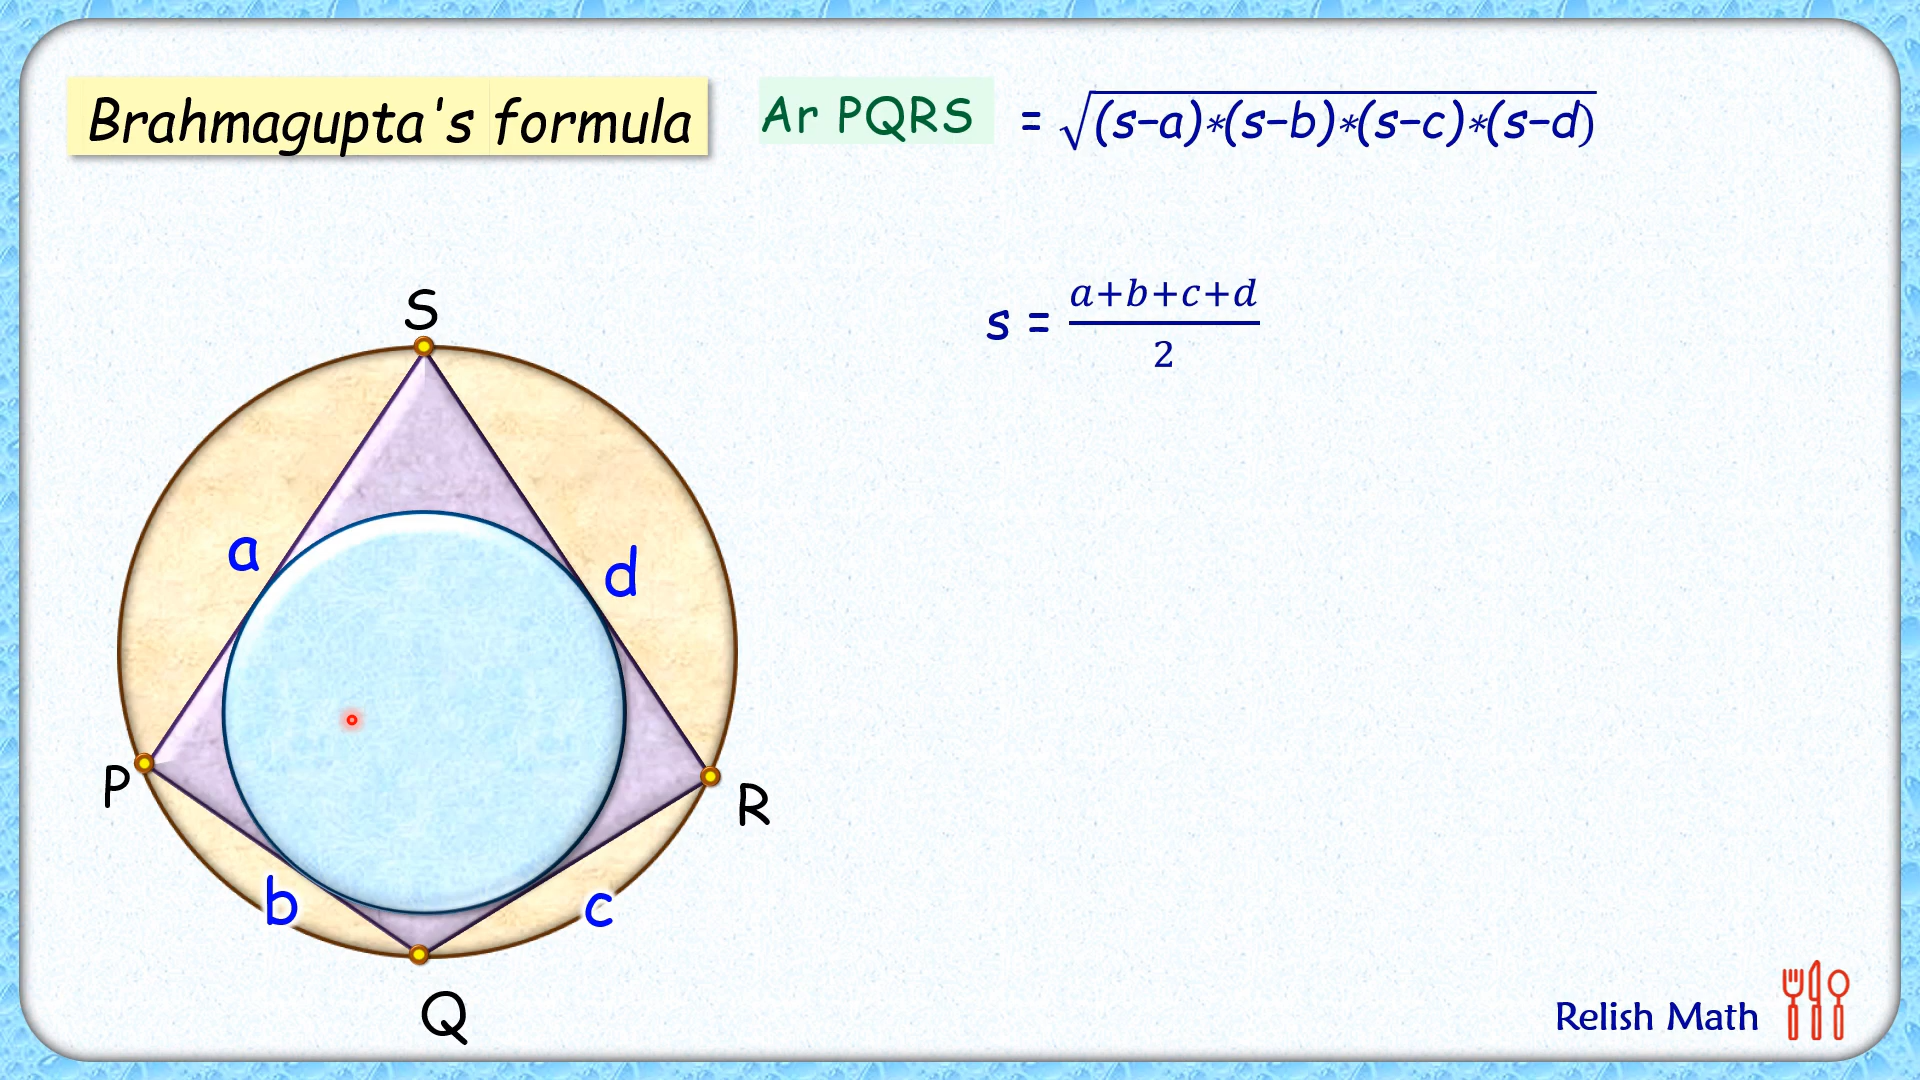 Brahmagupta's formula
Ar PQRS = √(s-a)*(s-b)*(s-c)*(s-d)
s = a+b+c+d
2
S
a
d
P
R
b
c
Q
Relish Math